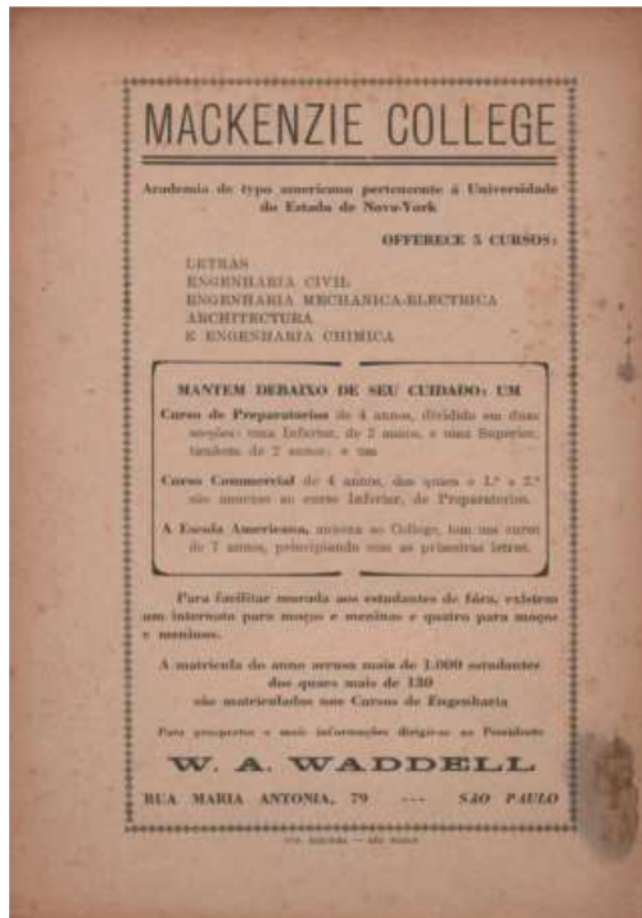 MACKENZIE COLLEGE
Academia de typo americano pertencente á Universidade
do Estado de Nova-York
OFFERECE 5 CURSOS:
LETRAS
ENGENHARIA CIVIL
ENGENHARIA MECHANICA-ELECTRICA
ARCHITECTURA
E ENGENHARIA CHIMICA
MANTEM DEBAIXO DE SEU CUIDADO: UM
Curso de Preparatorios de 4 annos, dividido em duas
secções: uma Inferior, de 2 annos, e uma Superior,
tambem de 2 annos; e um
Curso Commercial de 4 annos, dos quaes o 1.º e 2.º
são annexos ao curso Inferior, de Preparatorios.
A Escola Americana, annexa ao College, tem um curso
de 7 annos, principiando com as primeiras letras.
Para facilitar morada aos estudantes de fóra, existem
um internato para moças e meninas e quatro para moços
e meninos.
A matricula do anno accusa mais de 1.000 estudantes
dos quaes mais de 130
são matriculados nos Cursos de Engenharia
Para prospectos e mais informações dirigir-se ao Presidente
W. A. WADDELL
RUA MARIA ANTONIA, 79 --- SÃO PAULO
SÃO PAULO